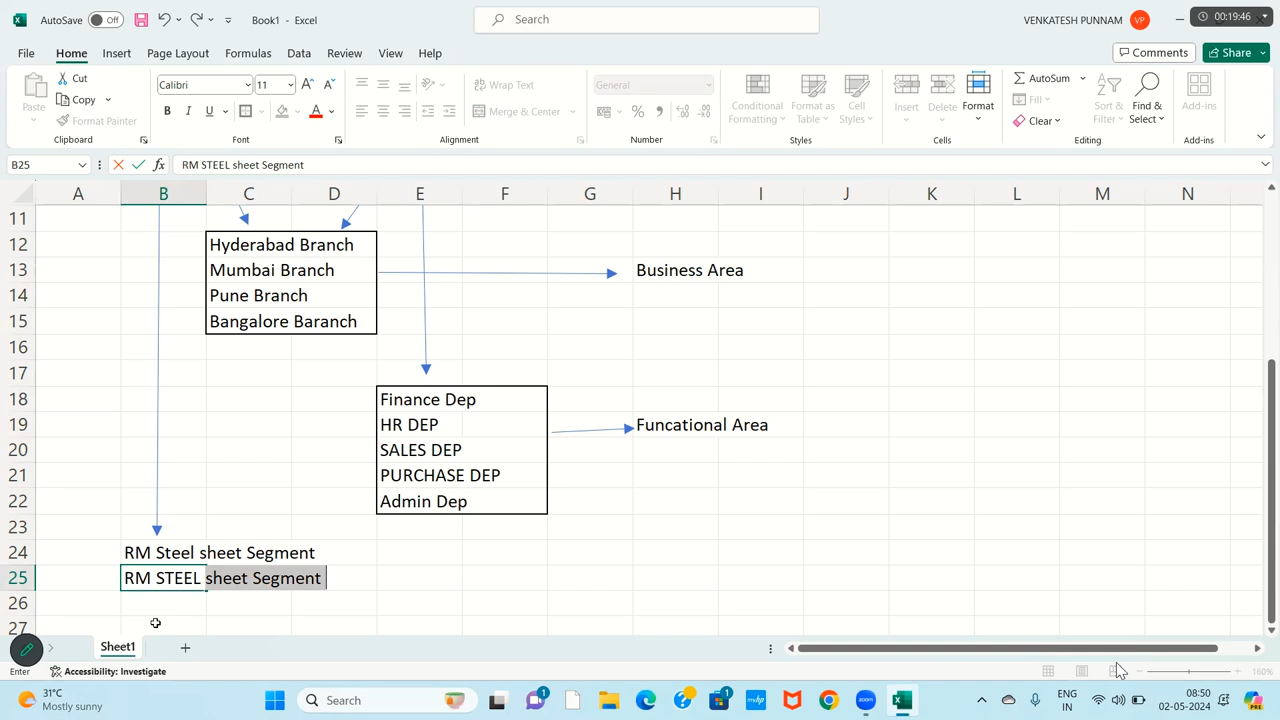 AutoSave Off Book1 - Excel Search VENKATESH PUNNAM VP 00:19:46
File Home Insert Page Layout Formulas Data Review View Help Comments Share
Paste Cut Copy Format Painter Clipboard
Calibri 11 A A B I U A Font
Wrap Text Merge & Center Alignment
General % Number
Conditional Formatting Format as Table Cell Styles Styles
Insert Delete Format Cells
AutoSum Fill Clear Sort & Filter Find & Select Editing
Add-ins Add-ins
B25 fx RM STEEL sheet Segment
A B C D E F G H I J K L M N
11
12 Hyderabad Branch
13 Mumbai Branch Business Area
14 Pune Branch
15 Bangalore Baranch
16
17
18 Finance Dep
19 HR DEP Funcational Area
20 SALES DEP
21 PURCHASE DEP
22 Admin Dep
23
24 RM Steel sheet Segment
25 RM STEEL sheet Segment
26
27
Sheet1
Enter Accessibility: Investigate 160%
31°C Mostly sunny Search 1 1 ENG IN 08:50 02-05-2024 PRE